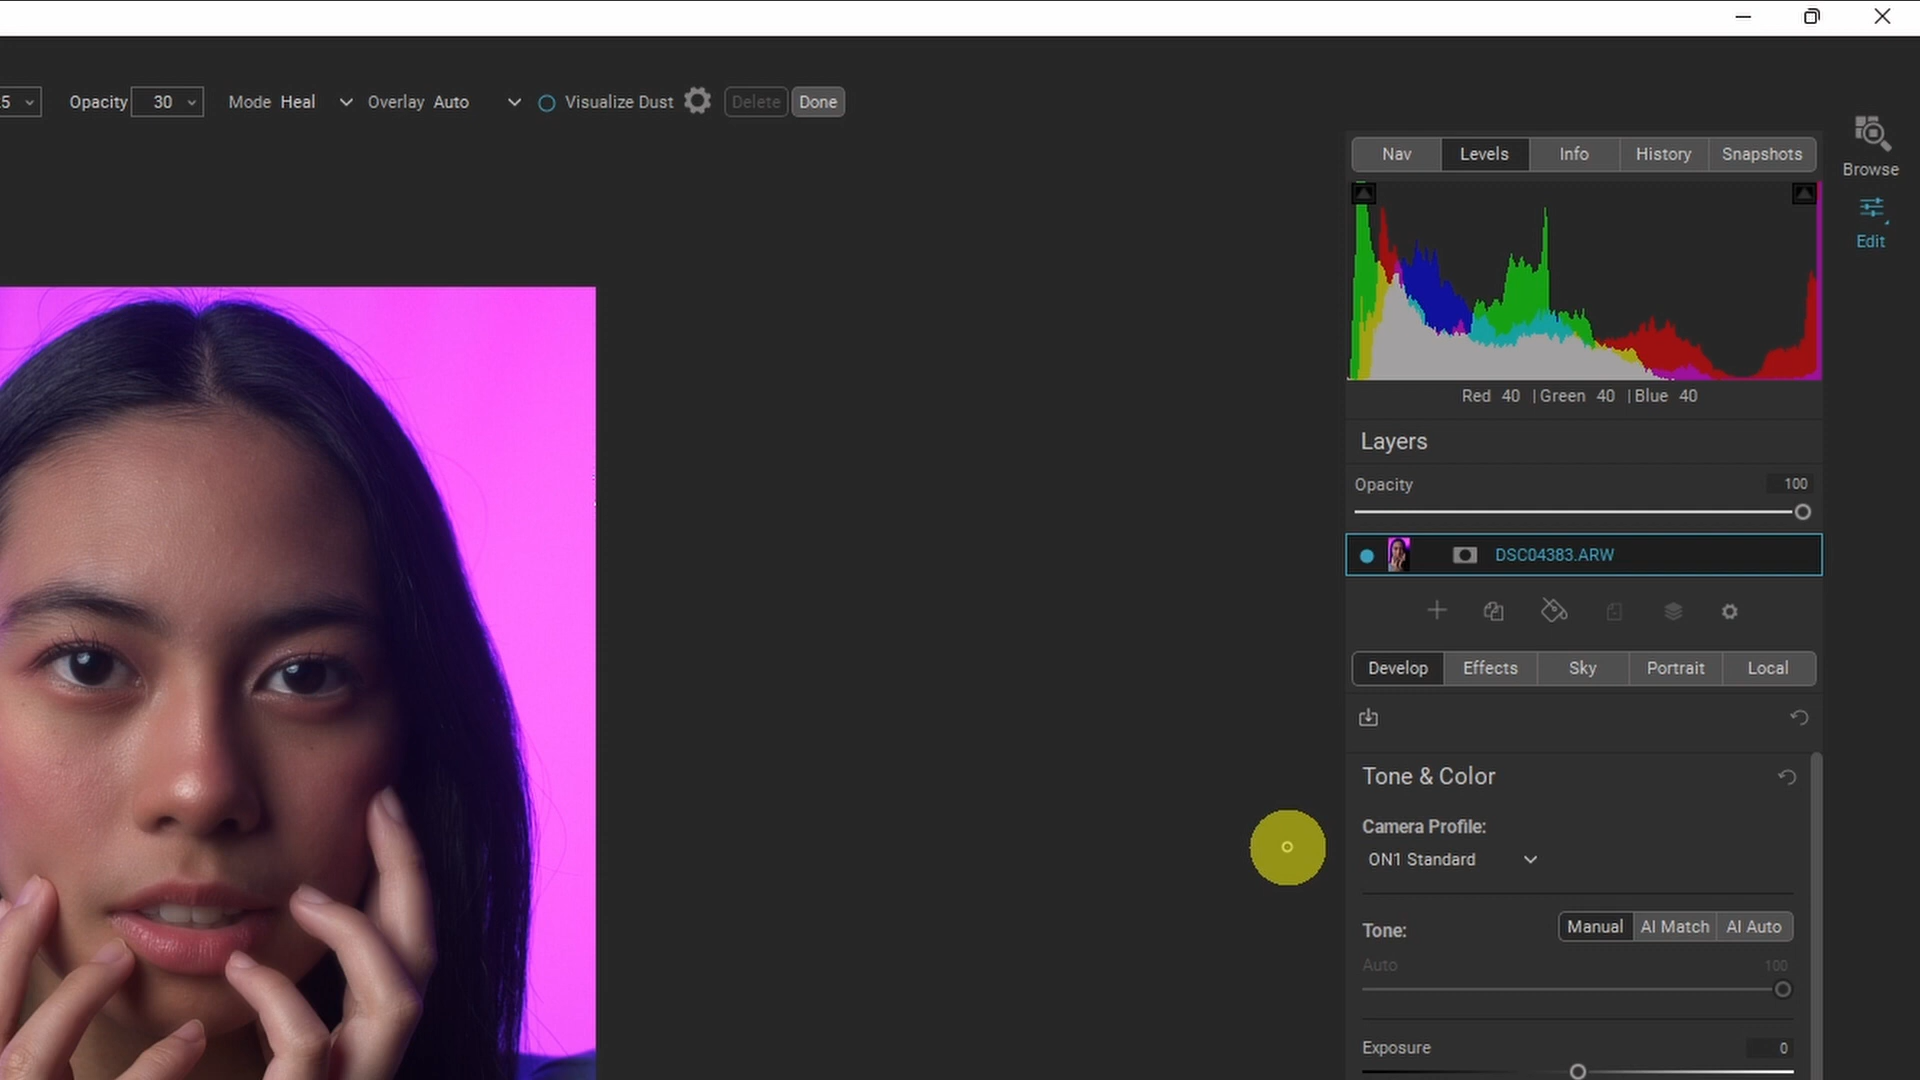 5 Opacity 30 Mode Heal Overlay Auto Visualize Dust Delete Done
Nav Levels Info History Snapshots
Browse
Edit
Red 40 | Green 40 | Blue 40
Layers
Opacity 100
DSC04383.ARW
Develop Effects Sky Portrait Local
Tone & Color
Camera Profile:
ON1 Standard
Tone: Manual AI Match AI Auto
Auto 100
Exposure 0